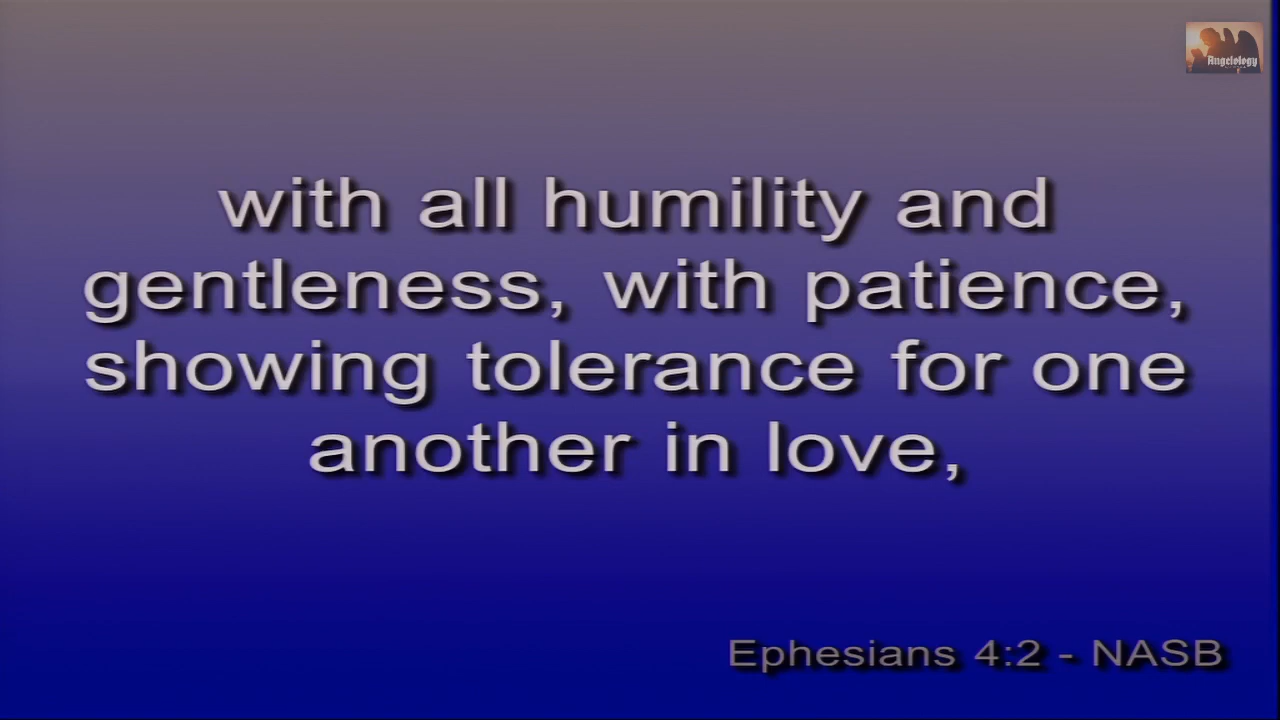 Angelology
with all humility and
gentleness, with patience,
showing tolerance for one
another in love,
Ephesians 4:2 - NASB